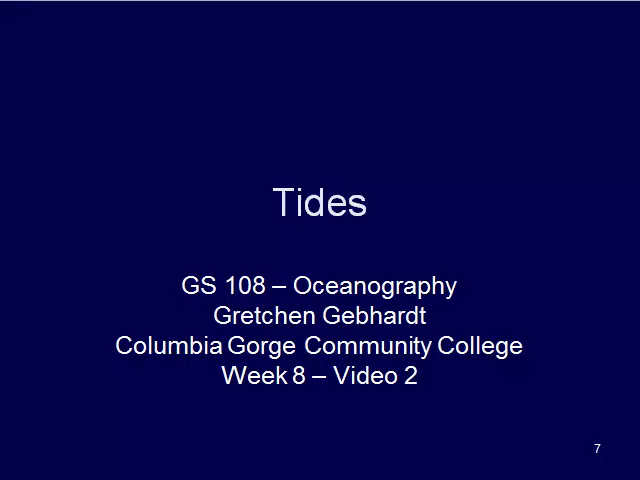 Tides
GS 108 – Oceanography
Gretchen Gebhardt
Columbia Gorge Community College
Week 8 – Video 2
7